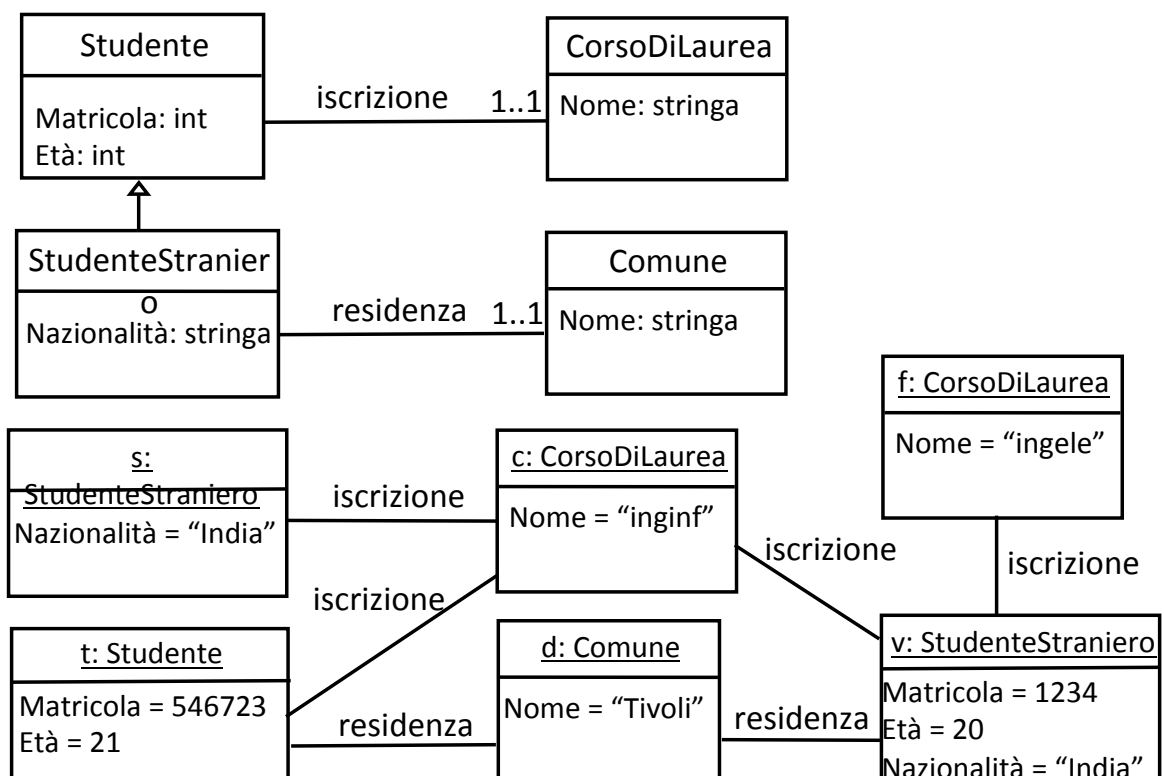 Studente
Matricola: int
Età: int
iscrizione
1..1
CorsoDiLaurea
Nome: stringa
StudenteStranier
o
Nazionalità: stringa
residenza
1..1
Comune
Nome: stringa
f: CorsoDiLaurea
Nome = “ingele”
s:
StudenteStraniero
Nazionalità = “India”
iscrizione
c: CorsoDiLaurea
Nome = “inginf”
iscrizione
iscrizione
iscrizione
t: Studente
Matricola = 546723
Età = 21
residenza
d: Comune
Nome = “Tivoli”
residenza
v: StudenteStraniero
Matricola = 1234
Età = 20
Nazionalità = “India”